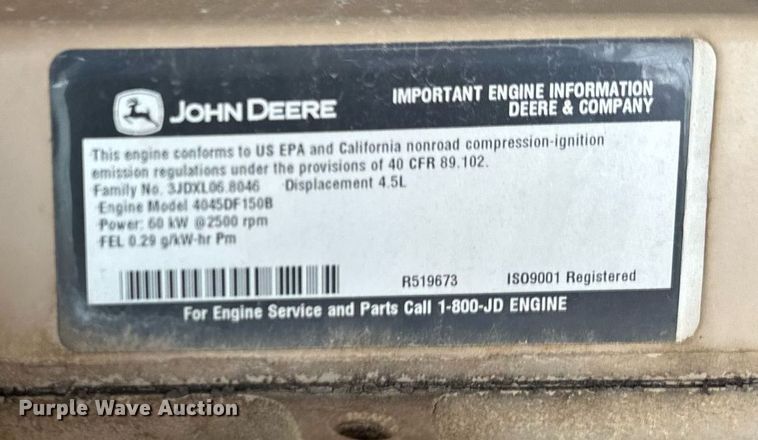 JOHN DEERE
IMPORTANT ENGINE INFORMATION
DEERE & COMPANY
This engine conforms to US EPA and California nonroad compression-ignition
emission regulations under the provisions of 40 CFR 89.102.
Family No. 3JDXL06.8046 Displacement 4.5L
Engine Model 4045DF150B
Power: 60 kW @2500 rpm
FEL 0.29 g/kW-hr Pm
R519673 ISO9001 Registered
For Engine Service and Parts Call 1-800-JD ENGINE
Purple Wave Auction